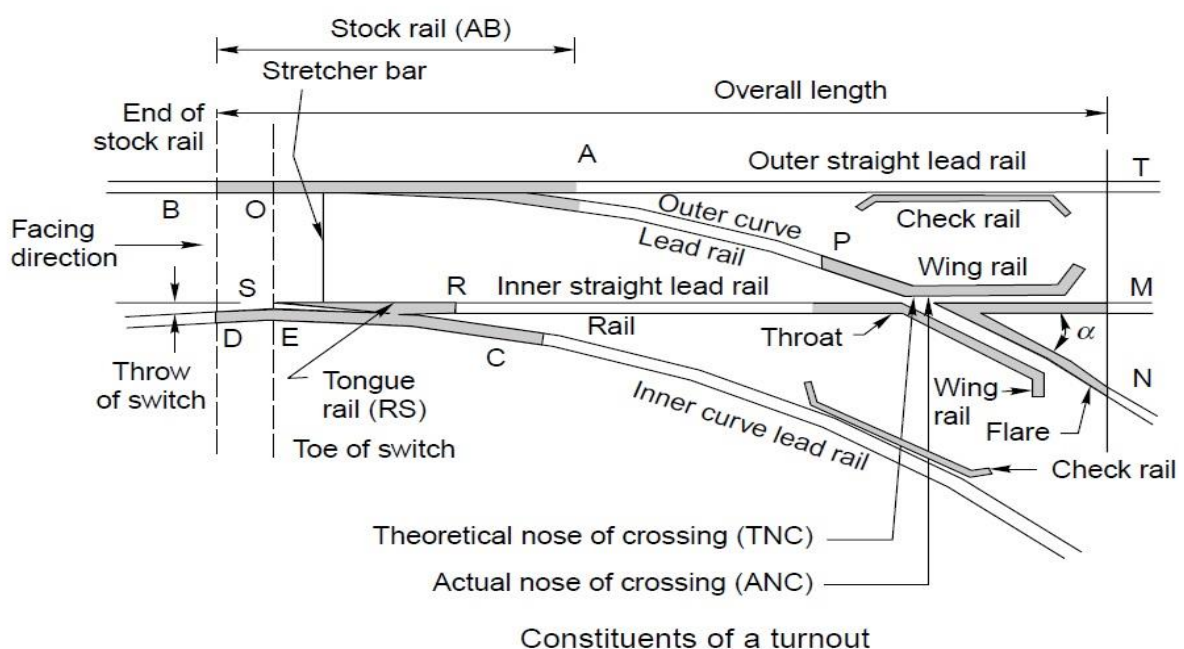 Stock rail (AB)
Stretcher bar
Overall length
End of
stock rail
A
Outer straight lead rail
T
B
O
Outer curve
Lead rail
Check rail
Facing
direction
P
Wing rail
S
R
Inner straight lead rail
M
Rail
Throat
α
D
E
C
Throw
of switch
Tongue
rail (RS)
Wing
rail
N
Toe of switch
Inner curve lead rail
Flare
Check rail
Theoretical nose of crossing (TNC)
Actual nose of crossing (ANC)
Constituents of a turnout